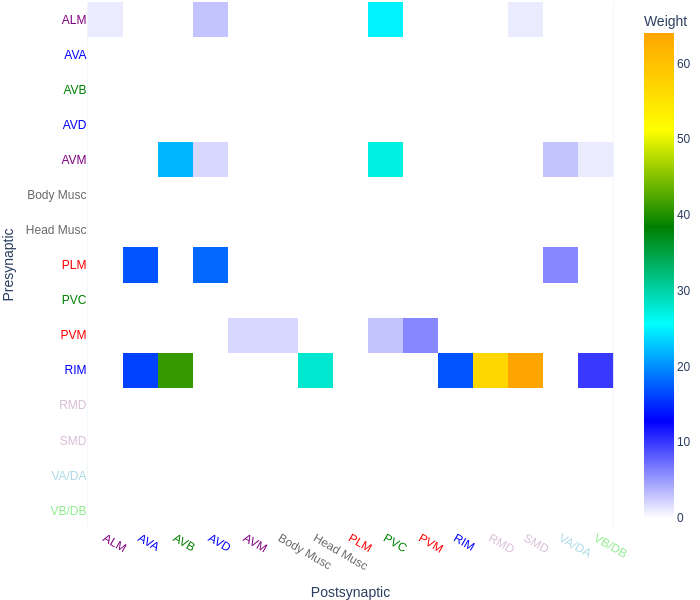 Weight
ALM
AVA
AVB
AVD
AVM
Body Musc
Head Musc
PLM
PVC
PVM
RIM
RMD
SMD
VA/DA
VB/DB
Presynaptic
60
50
40
30
20
10
0
ALM
AVA
AVB
AVD
AVM
Body Musc
Head Musc
PLM
PVC
PVM
RIM
RMD
SMD
VA/DA
VB/DB
Postsynaptic